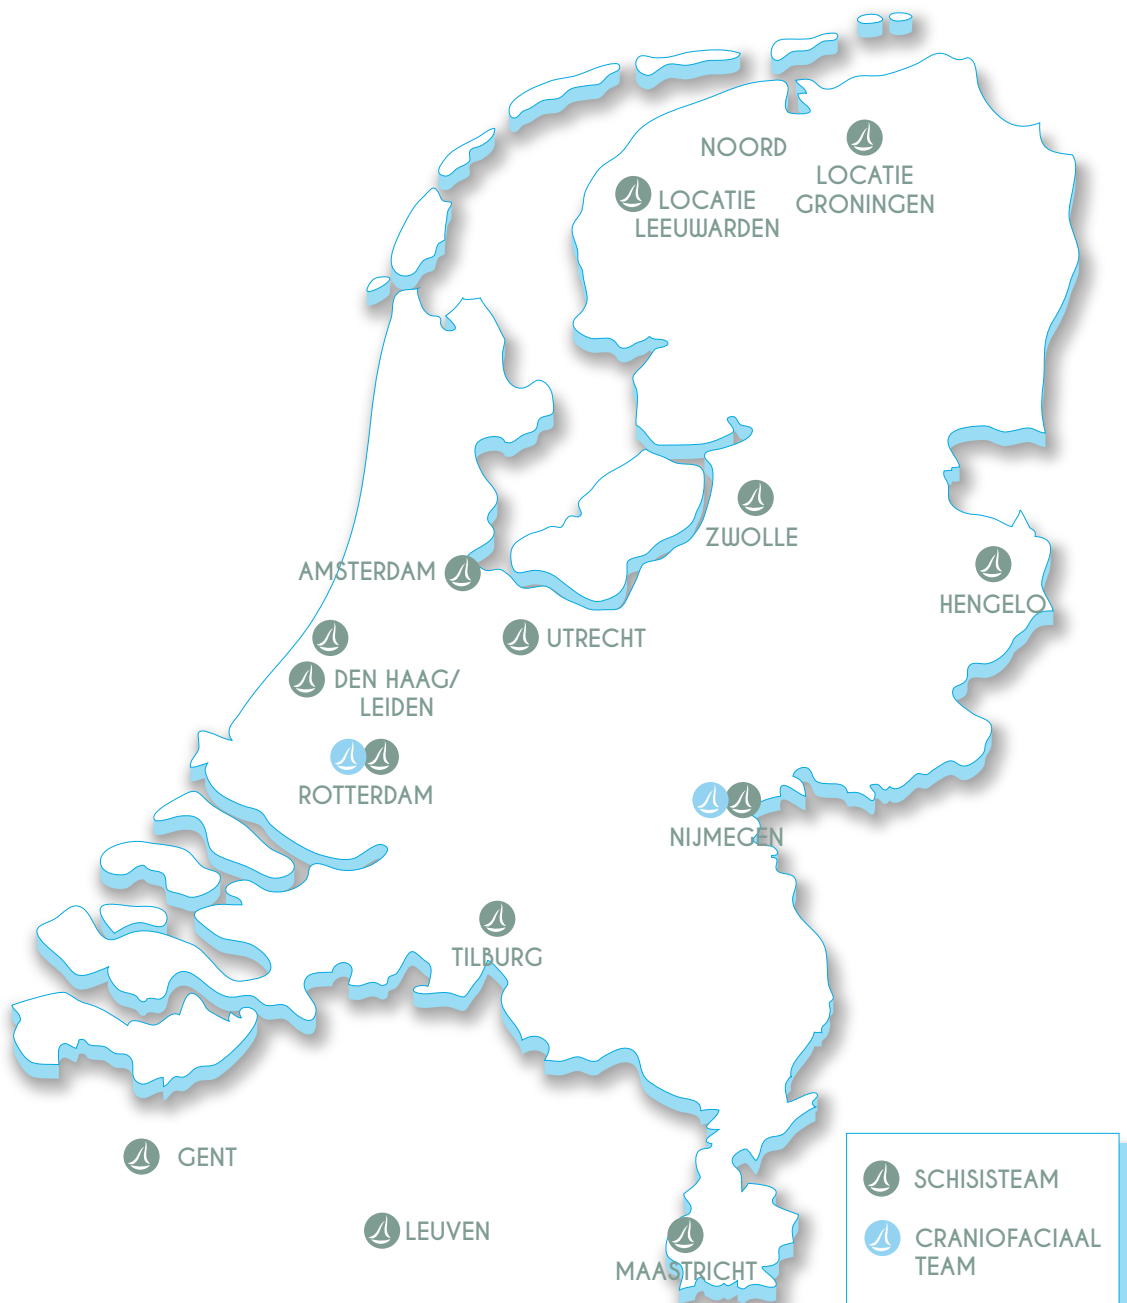 NOORD
LOCATIE
GRONINGEN
LOCATIE
LEEUWARDEN
ZWOLLE
AMSTERDAM
HENGELO
UTRECHT
DEN HAAG/
LEIDEN
ROTTERDAM
NIJMEGEN
TILBURG
GENT
LEUVEN
MAASTRICHT
SCHISISTEAM
CRANIOFACIAAL
TEAM